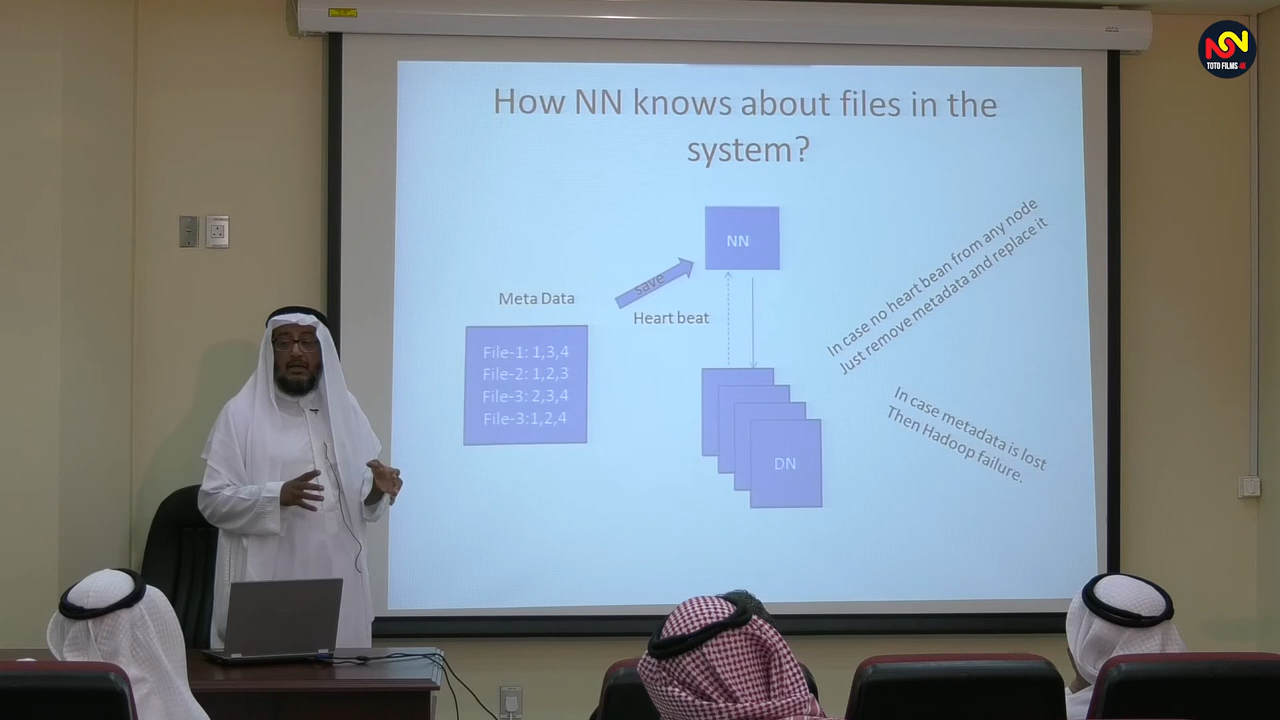 How NN knows about files in the
system?
NN
save
Meta Data
Heart beat
File-1: 1,3,4
File-2: 1,2,3
File-3: 2,3,4
File-3:1,2,4
DN
In case no heart bean from any node
Just remove metadata and replace it
In case metadata is lost
Then Hadoop failure.
TOTO FILMS 4K